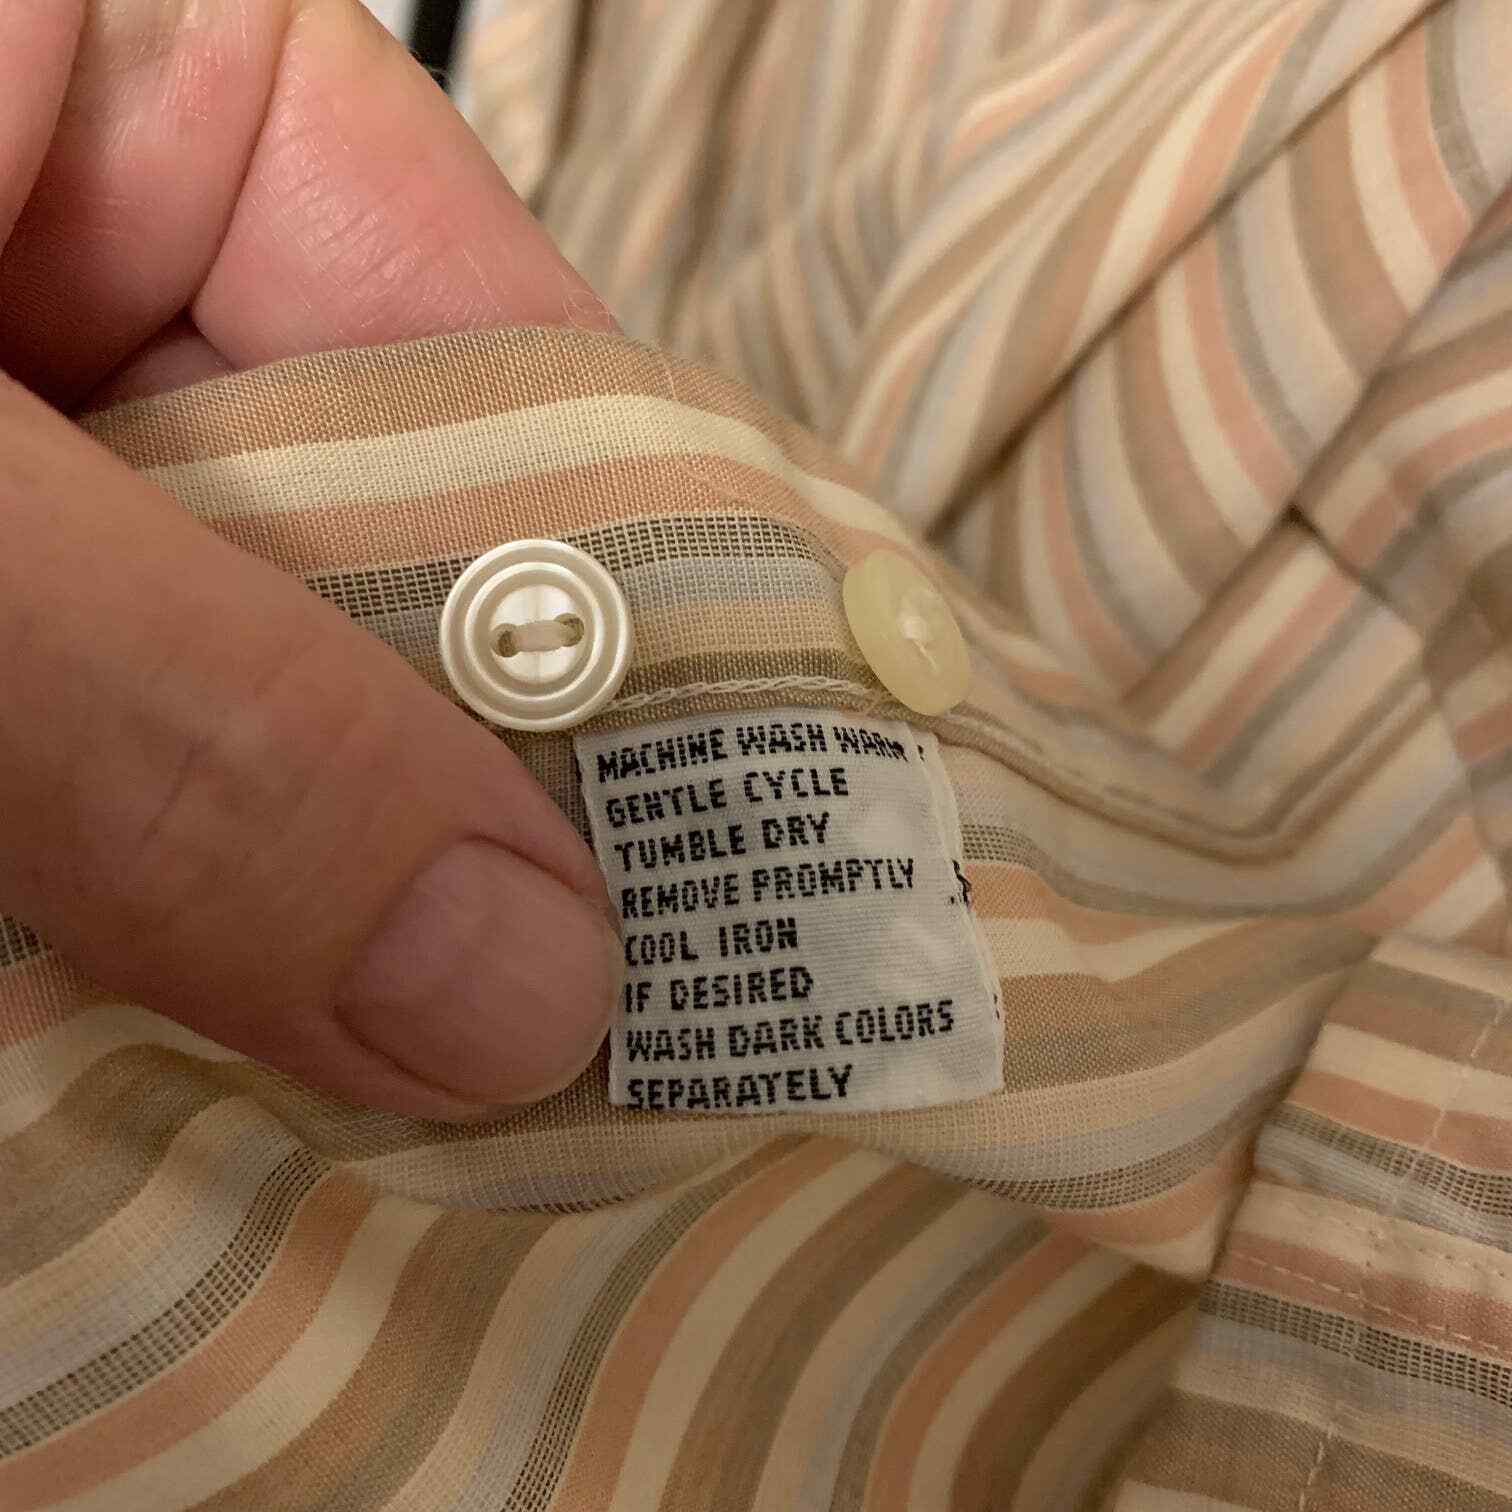 MACHINE WASH WARM
GENTLE CYCLE
TUMBLE DRY
REMOVE PROMPTLY
COOL IRON
IF DESIRED
WASH DARK COLORS
SEPARATELY